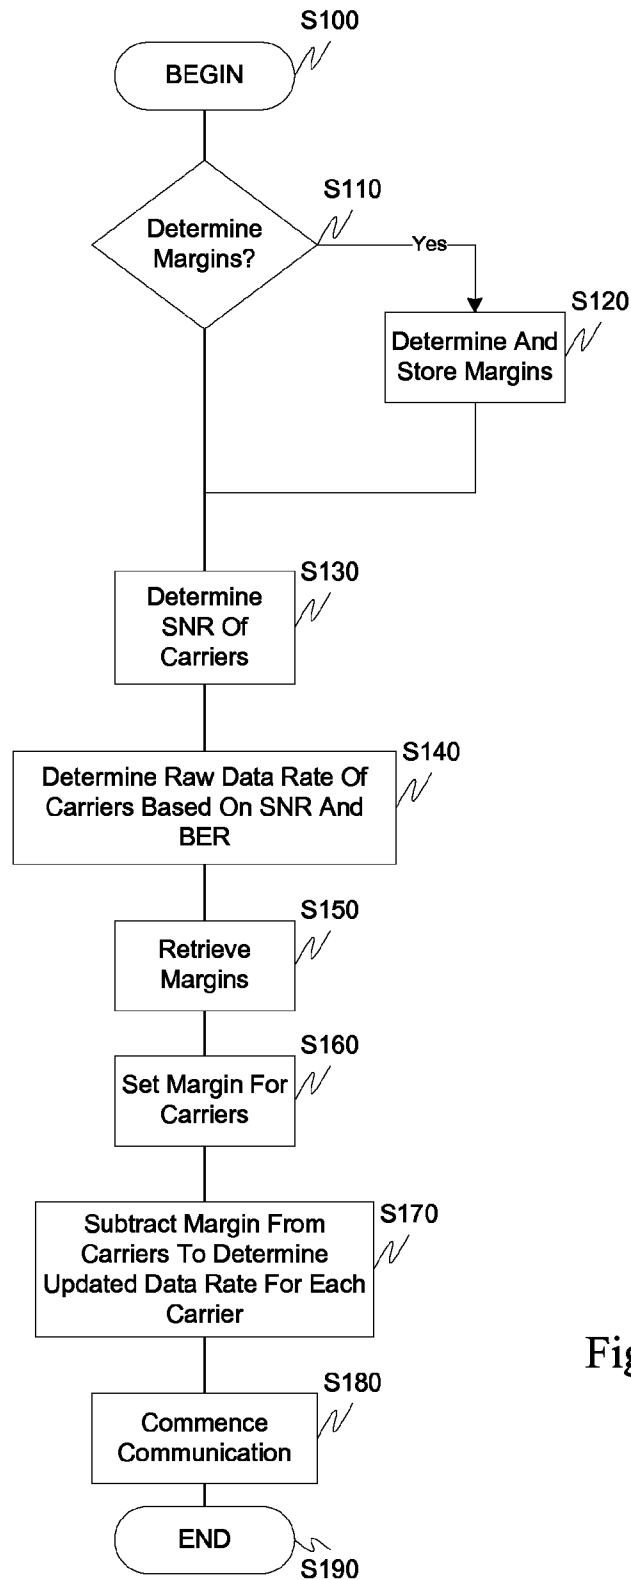 S100
BEGIN
S110
Determine
Margins?
Yes
S120
Determine And
Store Margins
S130
Determine
SNR Of
Carriers
S140
Determine Raw Data Rate Of
Carriers Based On SNR And
BER
S150
Retrieve
Margins
S160
Set Margin For
Carriers
S170
Subtract Margin From
Carriers To Determine
Updated Data Rate For Each
Carrier
Fig
S180
Commence
Communication
END
S190